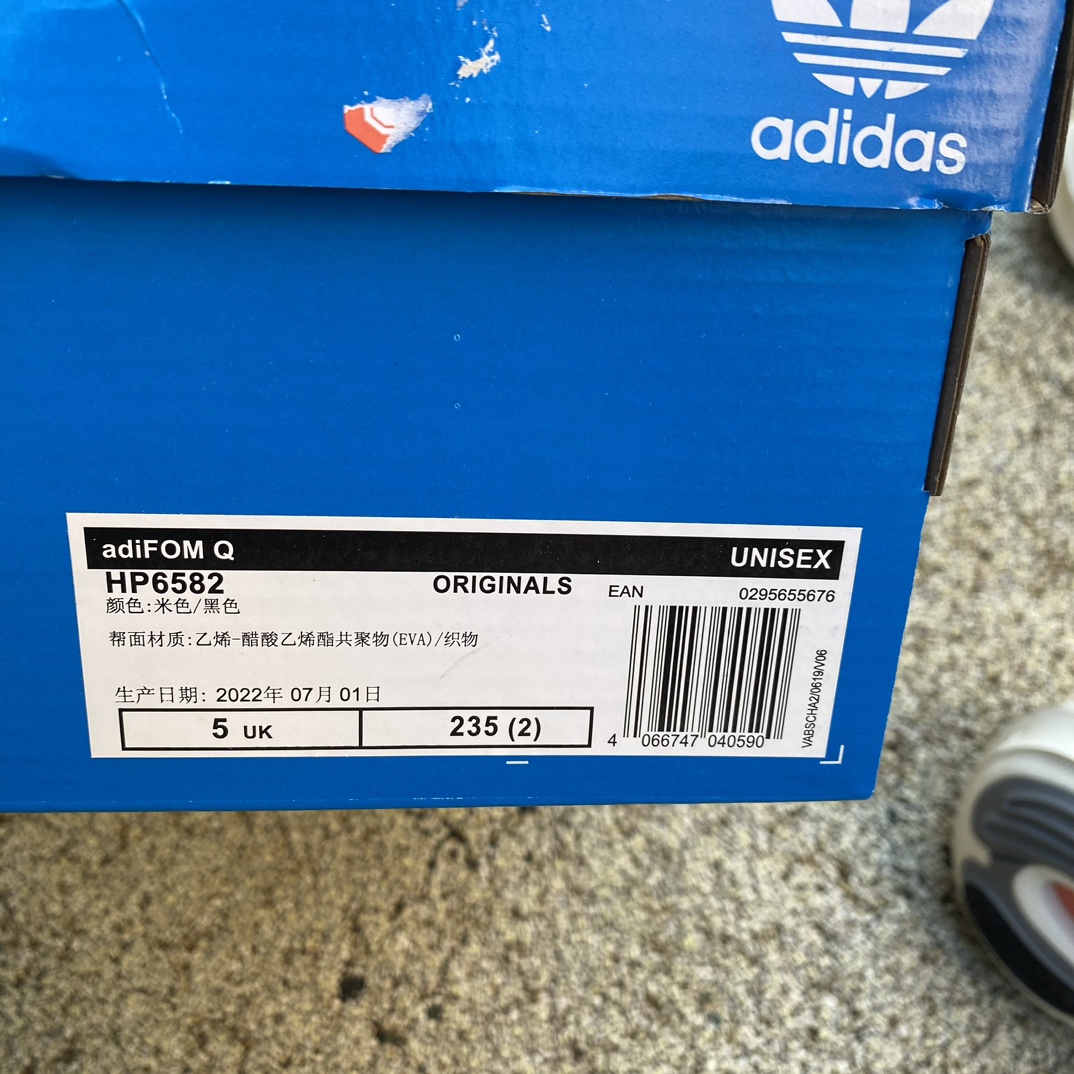 adidas
adiFOM Q UNISEX
HP6582 ORIGINALS EAN 0295655676
颜色:米色/黑色
帮面材质:乙烯-醋酸乙烯酯共聚物(EVA)/织物
生产日期: 2022年 07月 01日
5 UK 235 (2)
4 066747 040590
VABSCHA2/0619/V06